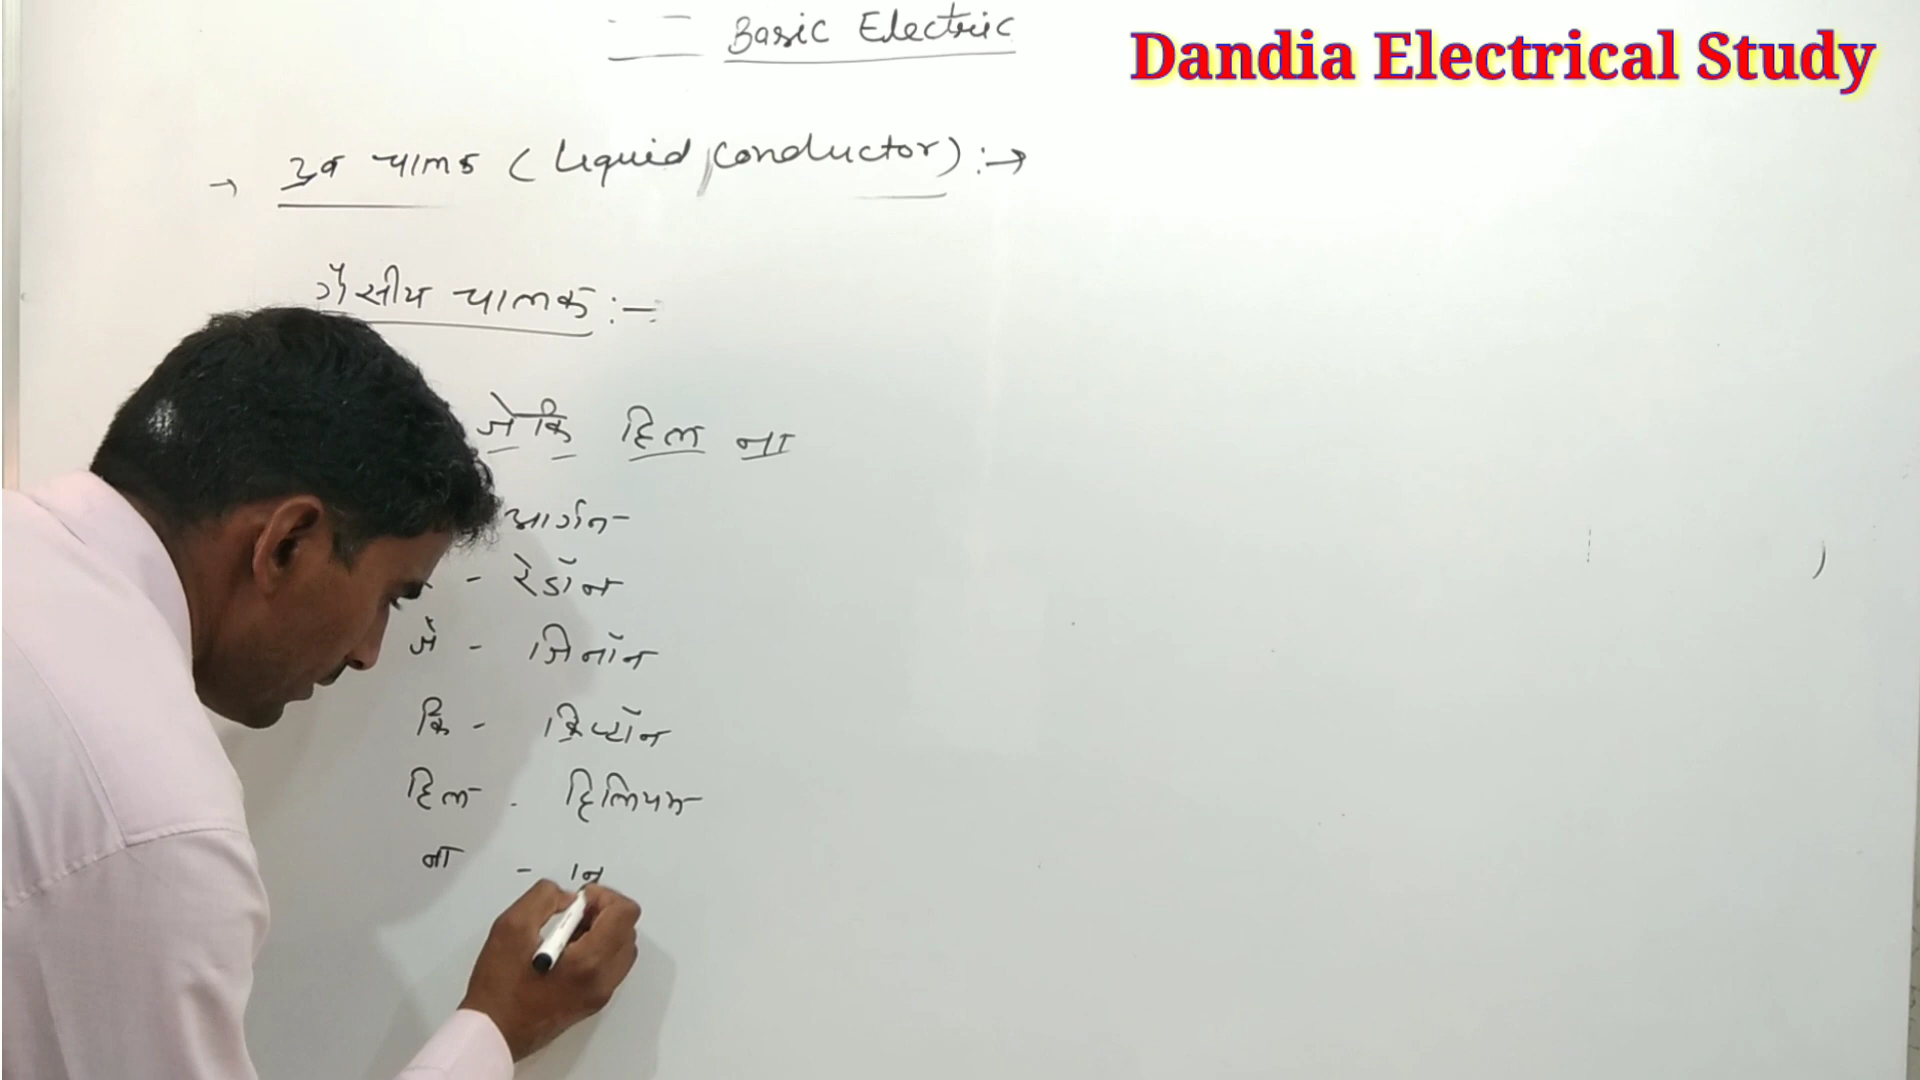 Basic Electric
Dandia Electrical Study
→ द्रव चालक (Liquid Conductor) :→
गैसीय चालक :-
जे कि हिल ना
आर्गन
- रेडॉन
जे - जिनॉन
कि - क्रिप्टॉन
हिल - हिलियम
ना - नि